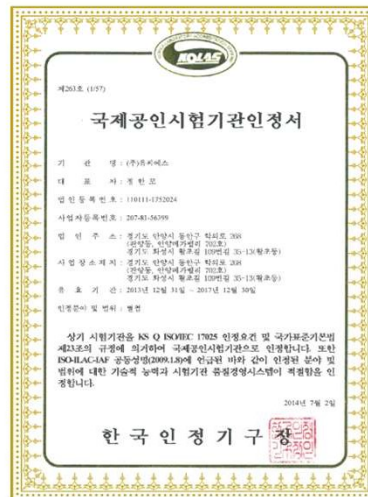 KOLAS
제263호 (1/57)
국제공인시험기관인정서
기 관 명 : (주)유씨에스
대 표 자 : 정한모
법인등록번호 : 110111-1352024
사업자등록번호 : 207-81-56399
법 인 주 소 : 경기도 안양시 동안구 학의로 268
(관양동, 안양메가밸리 702호)
경기도 화성시 황초길 109번길 35-13(활초동)
사업장소재지 : 경기도 안양시 동안구 학의로 268
(관양동, 안양메가밸리 702호)
경기도 화성시 황초길 109번길 35-13(활초동)
유 효 기 간 : 2013년 12월 31일 ~ 2017년 12월 30일
인정분야 및 범위 : 별첨
상기 시험기관을 KS Q ISO/IEC 17025 인정요건 및 국가표준기본법
제23조의 규정에 의거하여 국제공인시험기관으로 인정합니다. 또한
ISO-ILAC-IAF 공동성명(2009.1.8)에 언급된 바와 같이 인정된 분야 및
범위에 대한 기술적 능력과 시험기관 품질경영시스템이 적절함을 인
정합니다.
2014년 7월 2일
한국인정기구장